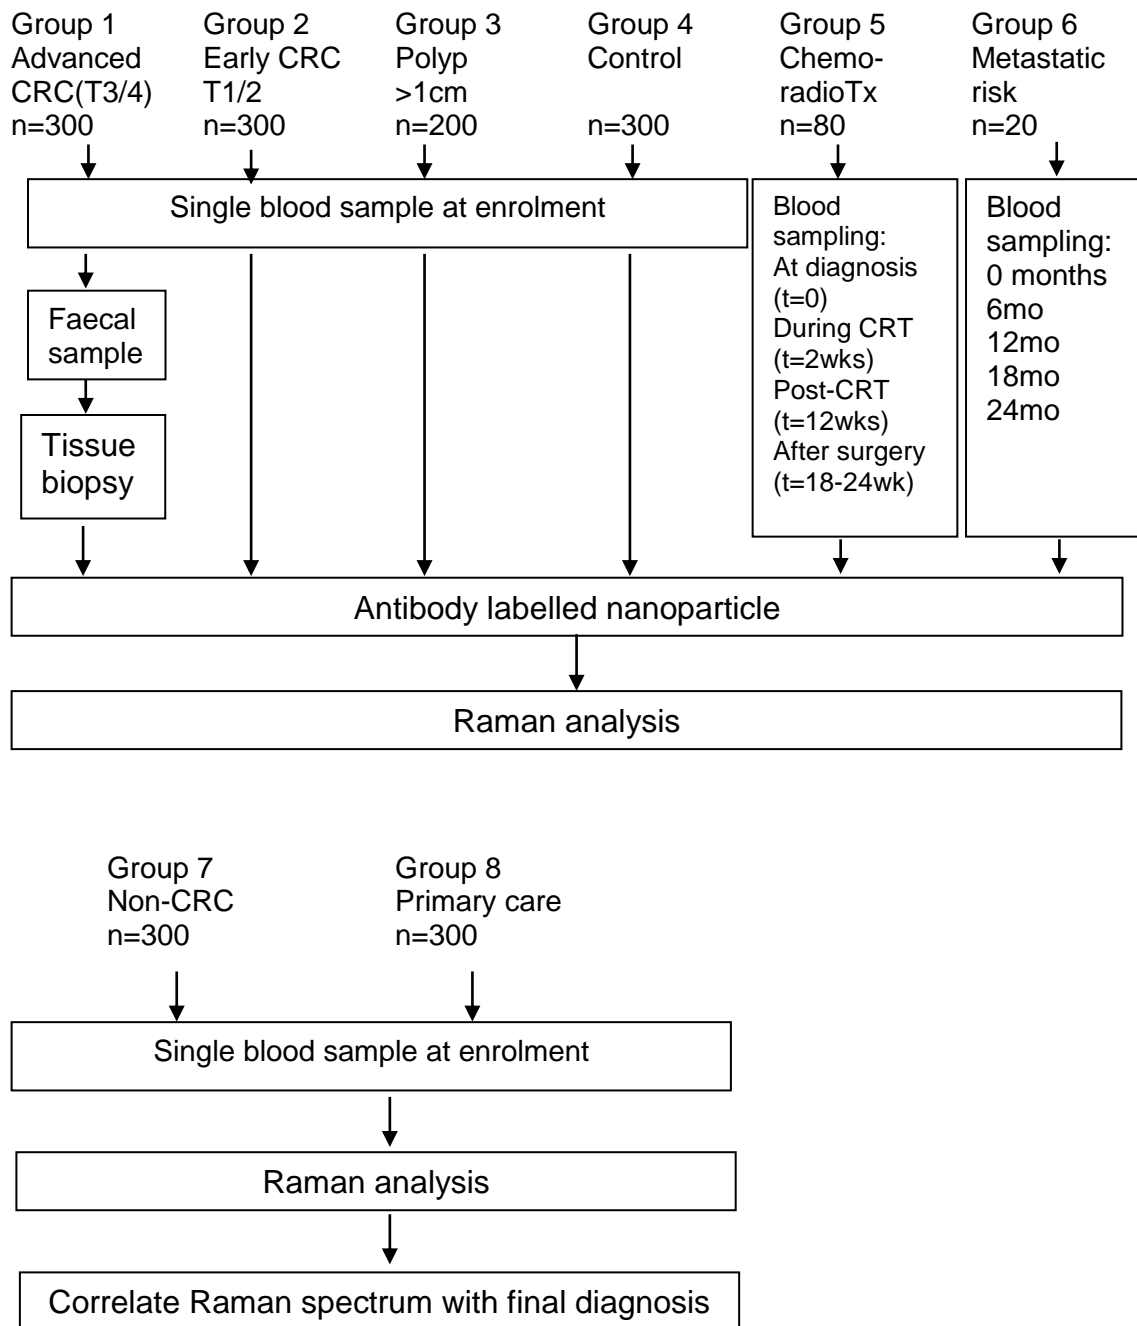 Group 1
Advanced
CRC(T3/4)
n=300
Group 2
Early CRC
T1/2
n=300
Group 3
Polyp
>1cm
n=200
Group 4
Control
n=300
Group 5
Chemo-
radioTx
n=80
Group 6
Metastatic
risk
n=20
Single blood sample at enrolment
Blood
sampling:
At diagnosis
(t=0)
During CRT
(t=2wks)
Post-CRT
(t=12wks)
After surgery
(t=18-24wk)
Blood
sampling:
0 months
6mo
12mo
18mo
24mo
Faecal
sample
Tissue
biopsy
Antibody labelled nanoparticle
Raman analysis
Group 7
Non-CRC
n=300
Group 8
Primary care
n=300
Single blood sample at enrolment
Raman analysis
Correlate Raman spectrum with final diagnosis